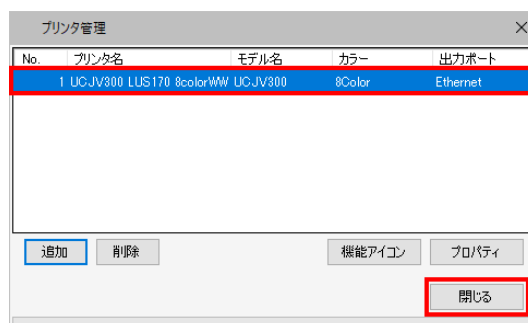 プリンタ管理
No. プリンタ名 モデル名 カラー 出力ポート
1 UCJV300 LUS170 8colorWW UCJV300 8Color Ethernet
追加 削除 機能アイコン プロパティ
閉じる